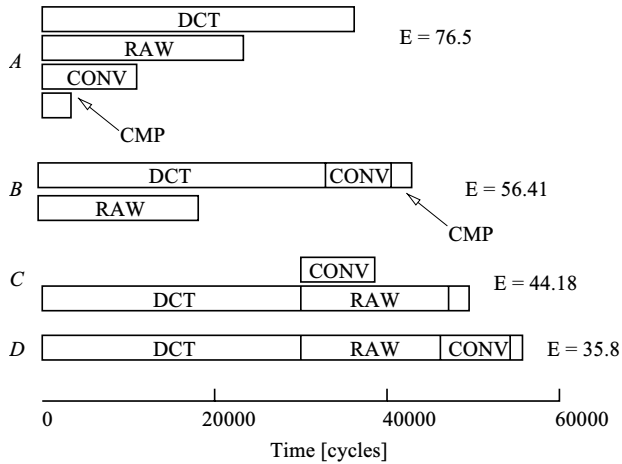 DCT
E = 76.5
RAW
A
CONV
CMP
DCT
CONV
B
E = 56.41
RAW
CMP
CONV
C
E = 44.18
DCT
RAW
D
DCT
RAW
CONV
E = 35.8
0
20000
40000
60000
Time [cycles]